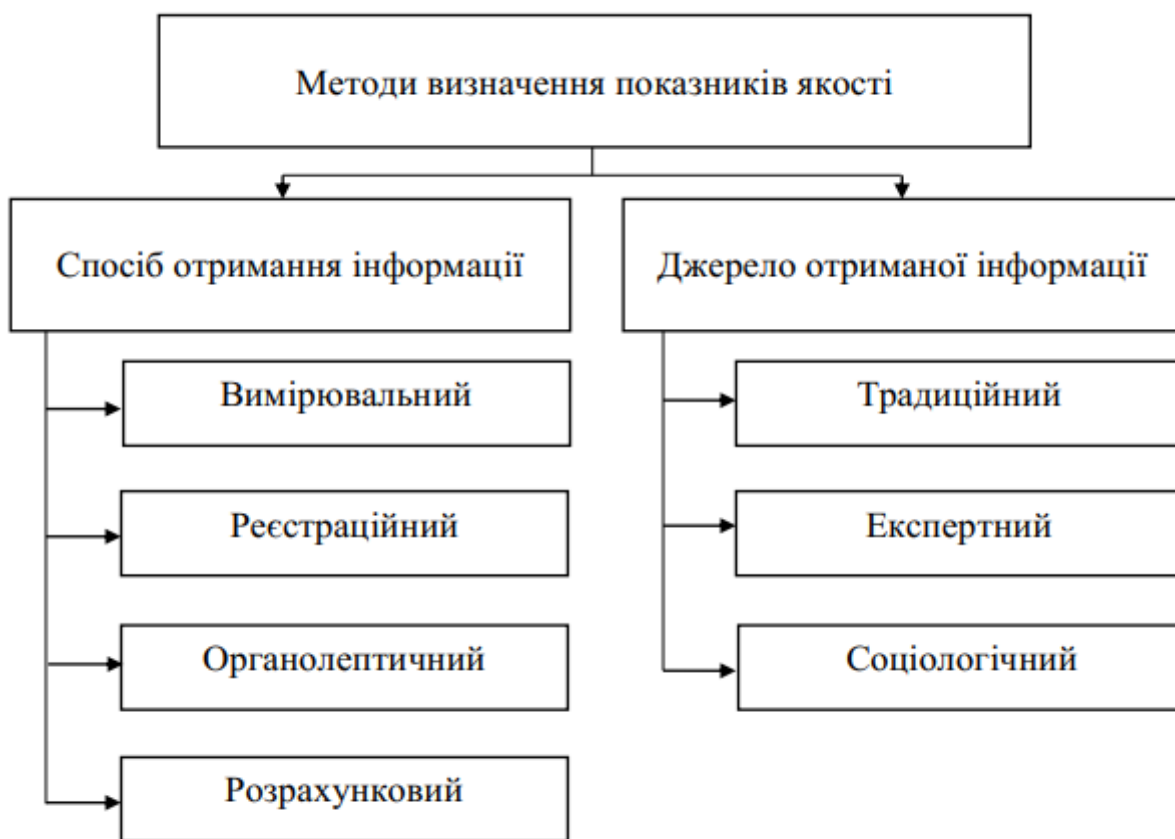 Методи визначення показників якості
Спосіб отримання інформації
Вимірювальний
Реєстраційний
Органолептичний
Розрахунковий
Джерело отриманої інформації
Традиційний
Експертний
Соціологічний